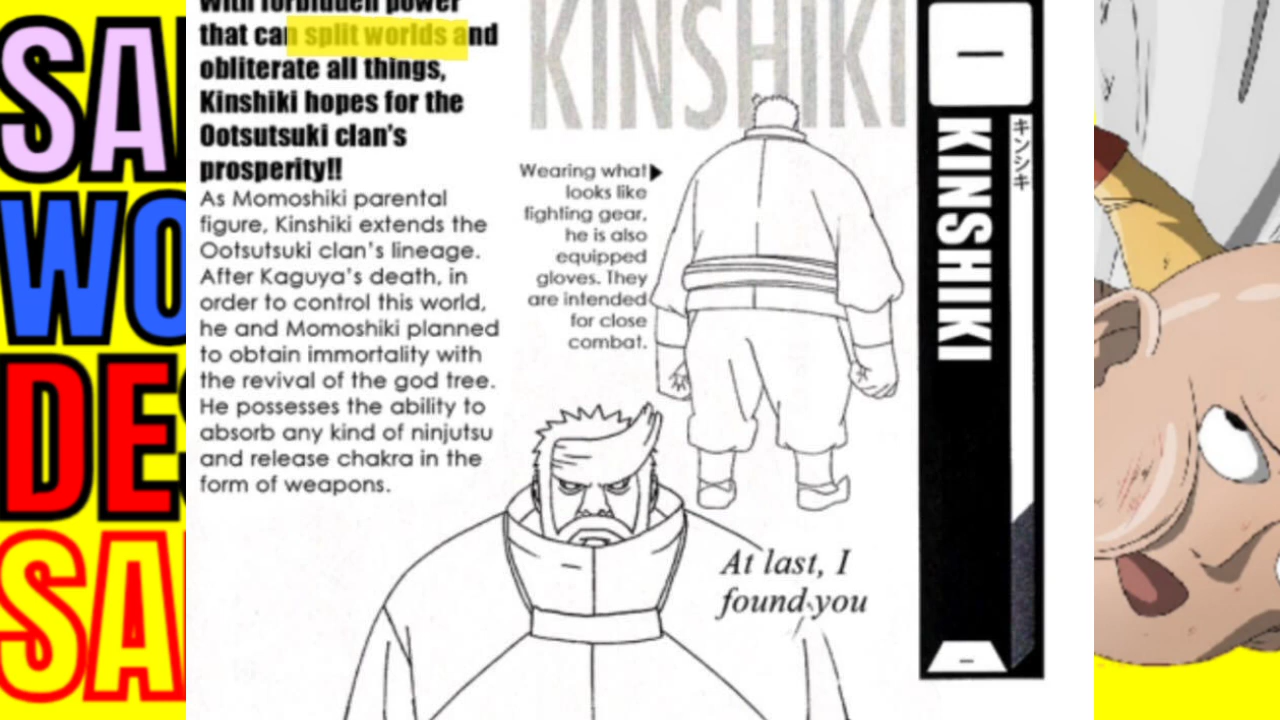 SA
WO
DES
SA
With forbidden power
that can split worlds and
obliterate all things,
Kinshiki hopes for the
Ootsutsuki clan's
prosperity!!
As Momoshiki parental
figure, Kinshiki extends the
Ootsutsuki clan's lineage.
After Kaguya's death, in
order to control this world,
he and Momoshiki planned
to obtain immortality with
the revival of the god tree.
He possesses the ability to
absorb any kind of ninjutsu
and release chakra in the
form of weapons.
KINSHIKI
Wearing what
looks like
fighting gear,
he is also
equipped
gloves. They
are intended
for close
combat.
At last, I
found you
KINSHIKI
キンシキ